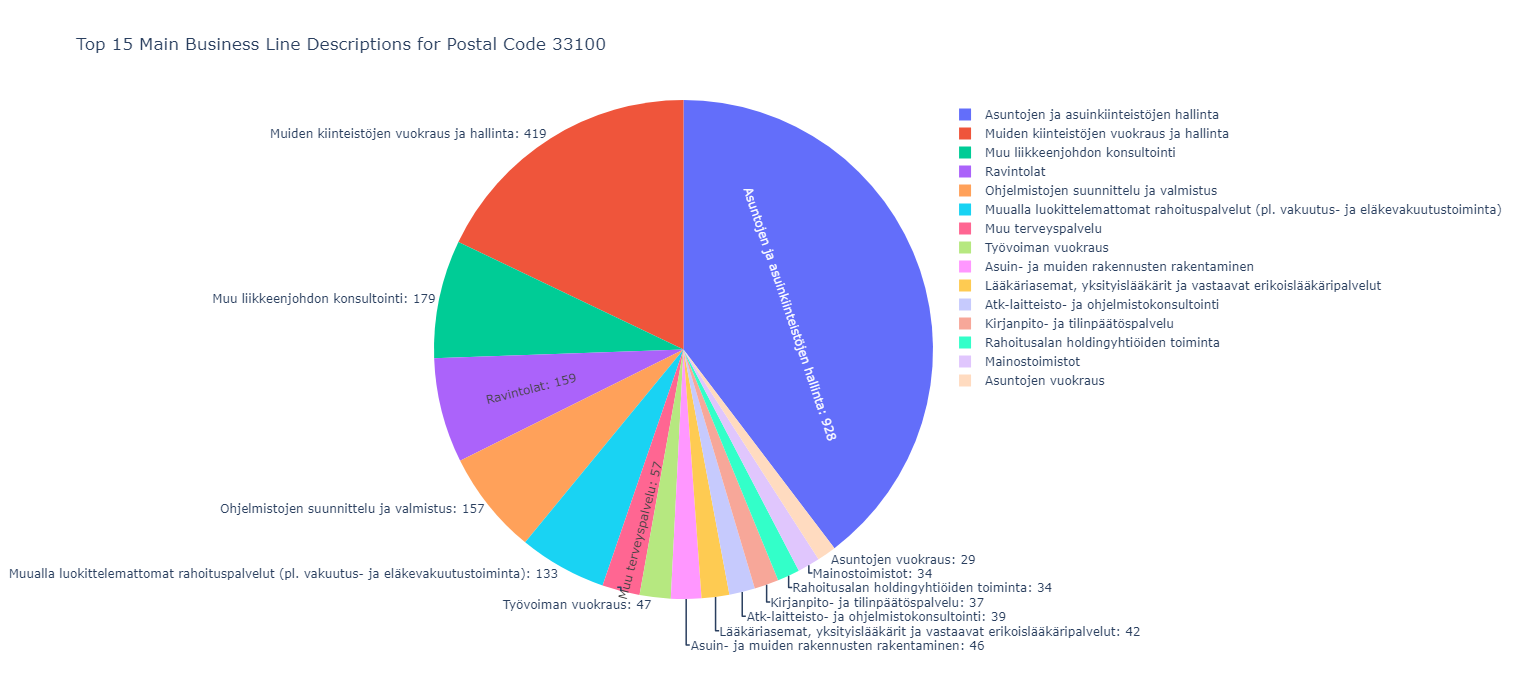 Top 15 Main Business Line Descriptions for Postal Code 33100
Muiden kiinteistöjen vuokraus ja hallinta: 419
Muu liikkeenjohdon konsultointi: 179
Ravintolat: 159
Ohjelmistojen suunnittelu ja valmistus: 157
Muualla luokittelemattomat rahoituspalvelut (pl. vakuutus- ja eläkevakuutustoiminta): 133
Muu terveyspalvelu: 57
Työvoiman vuokraus: 47
Asuntojen ja asuinkiinteistöjen hallinta: 928
Asuntojen vuokraus: 29
Mainostoimistot: 34
Rahoitusalan holdingyhtiöiden toiminta: 34
Kirjanpito- ja tilinpäätöspalvelu: 37
Atk-laitteisto- ja ohjelmistokonsultointi: 39
Lääkäriasemat, yksityislääkärit ja vastaavat erikoislääkäripalvelut: 42
Asuin- ja muiden rakennusten rakentaminen: 46
Asuntojen ja asuinkiinteistöjen hallinta
Muiden kiinteistöjen vuokraus ja hallinta
Muu liikkeenjohdon konsultointi
Ravintolat
Ohjelmistojen suunnittelu ja valmistus
Muualla luokittelemattomat rahoituspalvelut (pl. vakuutus- ja eläkevakuutustoiminta)
Muu terveyspalvelu
Työvoiman vuokraus
Asuin- ja muiden rakennusten rakentaminen
Lääkäriasemat, yksityislääkärit ja vastaavat erikoislääkäripalvelut
Atk-laitteisto- ja ohjelmistokonsultointi
Kirjanpito- ja tilinpäätöspalvelu
Rahoitusalan holdingyhtiöiden toiminta
Mainostoimistot
Asuntojen vuokraus